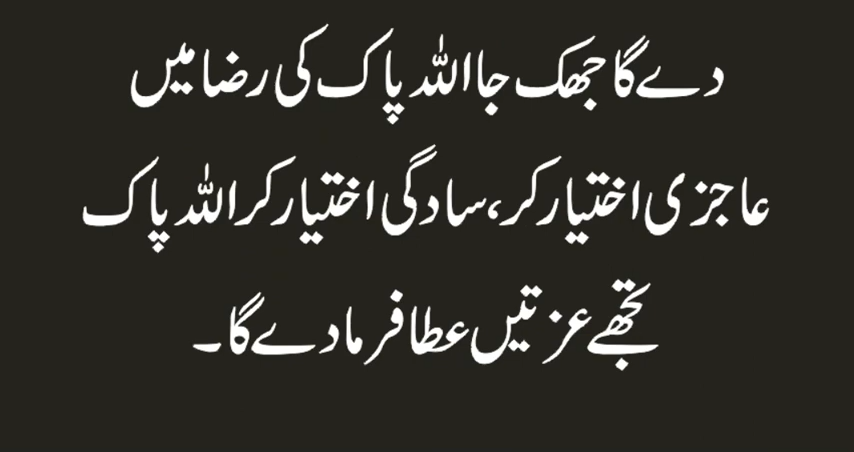 دے گا جھک جا اللہ پاک کی رضا میں
عاجزی اختیار کر، سادگی اختیار کر اللہ پاک
تجھے عزتیں عطا فرما دے گا۔